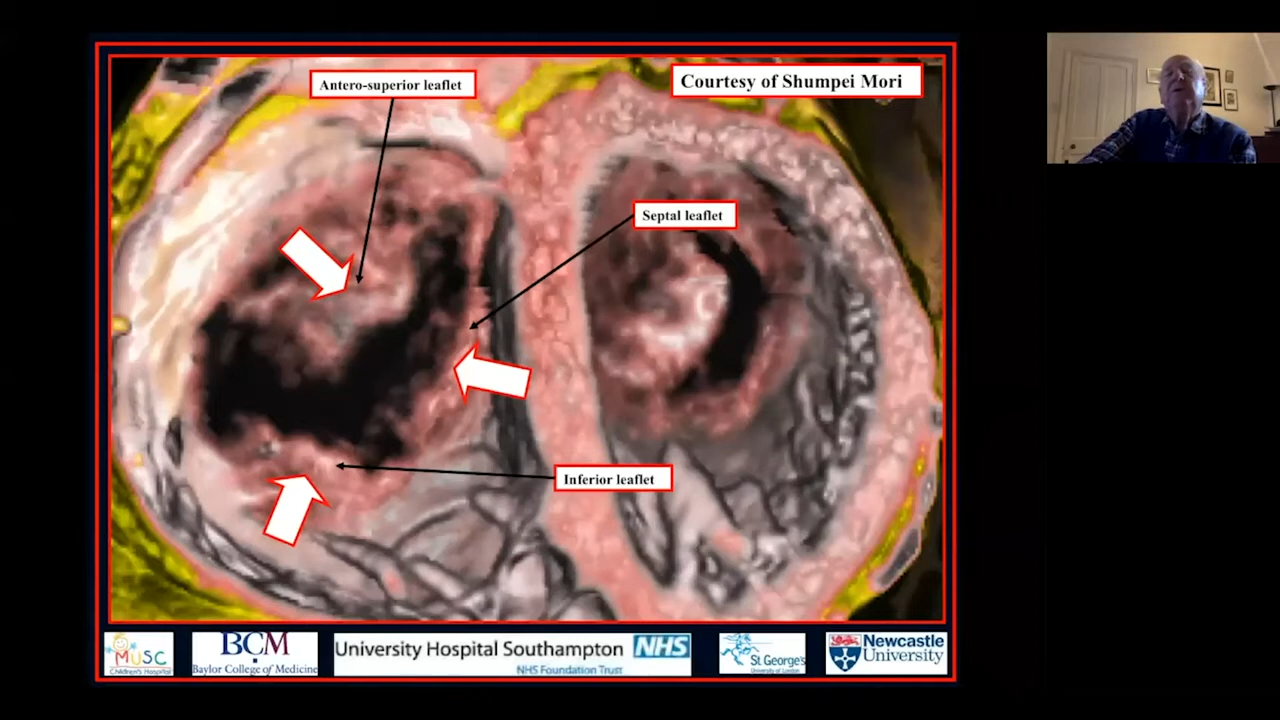 Antero-superior leaflet
Courtesy of Shumpei Mori
Septal leaflet
Inferior leaflet
MUSC
Children's Hospital
BCM
Baylor College of Medicine
University Hospital Southampton NHS
NHS Foundation Trust
St George's
University of London
Newcastle
University